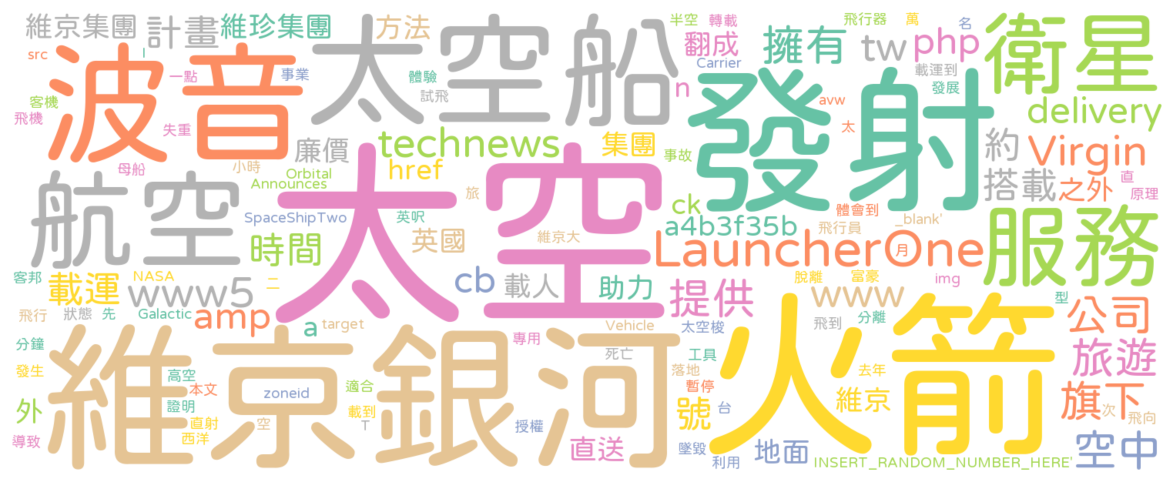 維京集團 計畫 維珍集團 太空船 方法 半空 轉載 飛行器 萬 名 衛星
src l 一點 事業 體驗 試飛 翻成 Carrier 擁有 tw php 載運到
波音 n 發射 發展 delivery
客機 飛機 失重 technews 集團 avw 太
母船 小時 廉價 href 事故 約 Virgin
航空 Orbital Announces 太空 ck 搭載 之外 直 原理
SpaceShipTwo 旅 英呎 a4b3f35b 體會到 _blank'
時間 英國 維京大 飛行員 LauncherOne 月 服務
客邦 NASA 二 cb 載人 助力 提供 脫離 富豪 img
載運 www5 www 型
飛行 狀態 先 Galactic amp a target 專用 Vehicle 太空梭 飛到 分離 公司
分鐘 維京銀河 死亡 工具 火箭 旅遊
發生 高空 本文 zoneid 適合 落地 暫停 去年
外 證明 載到 號 台 維京 旗下 次 飛向
導致 直射 西洋 空 T 授權 直送 墜毀 利用 地面 INSERT_RANDOM_NUMBER_HERE' 空中